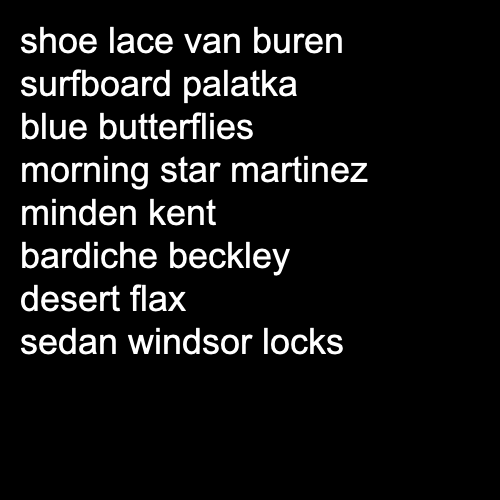 shoe lace van buren
surfboard palatka
blue butterflies
morning star martinez
minden kent
bardiche beckley
desert flax
sedan windsor locks